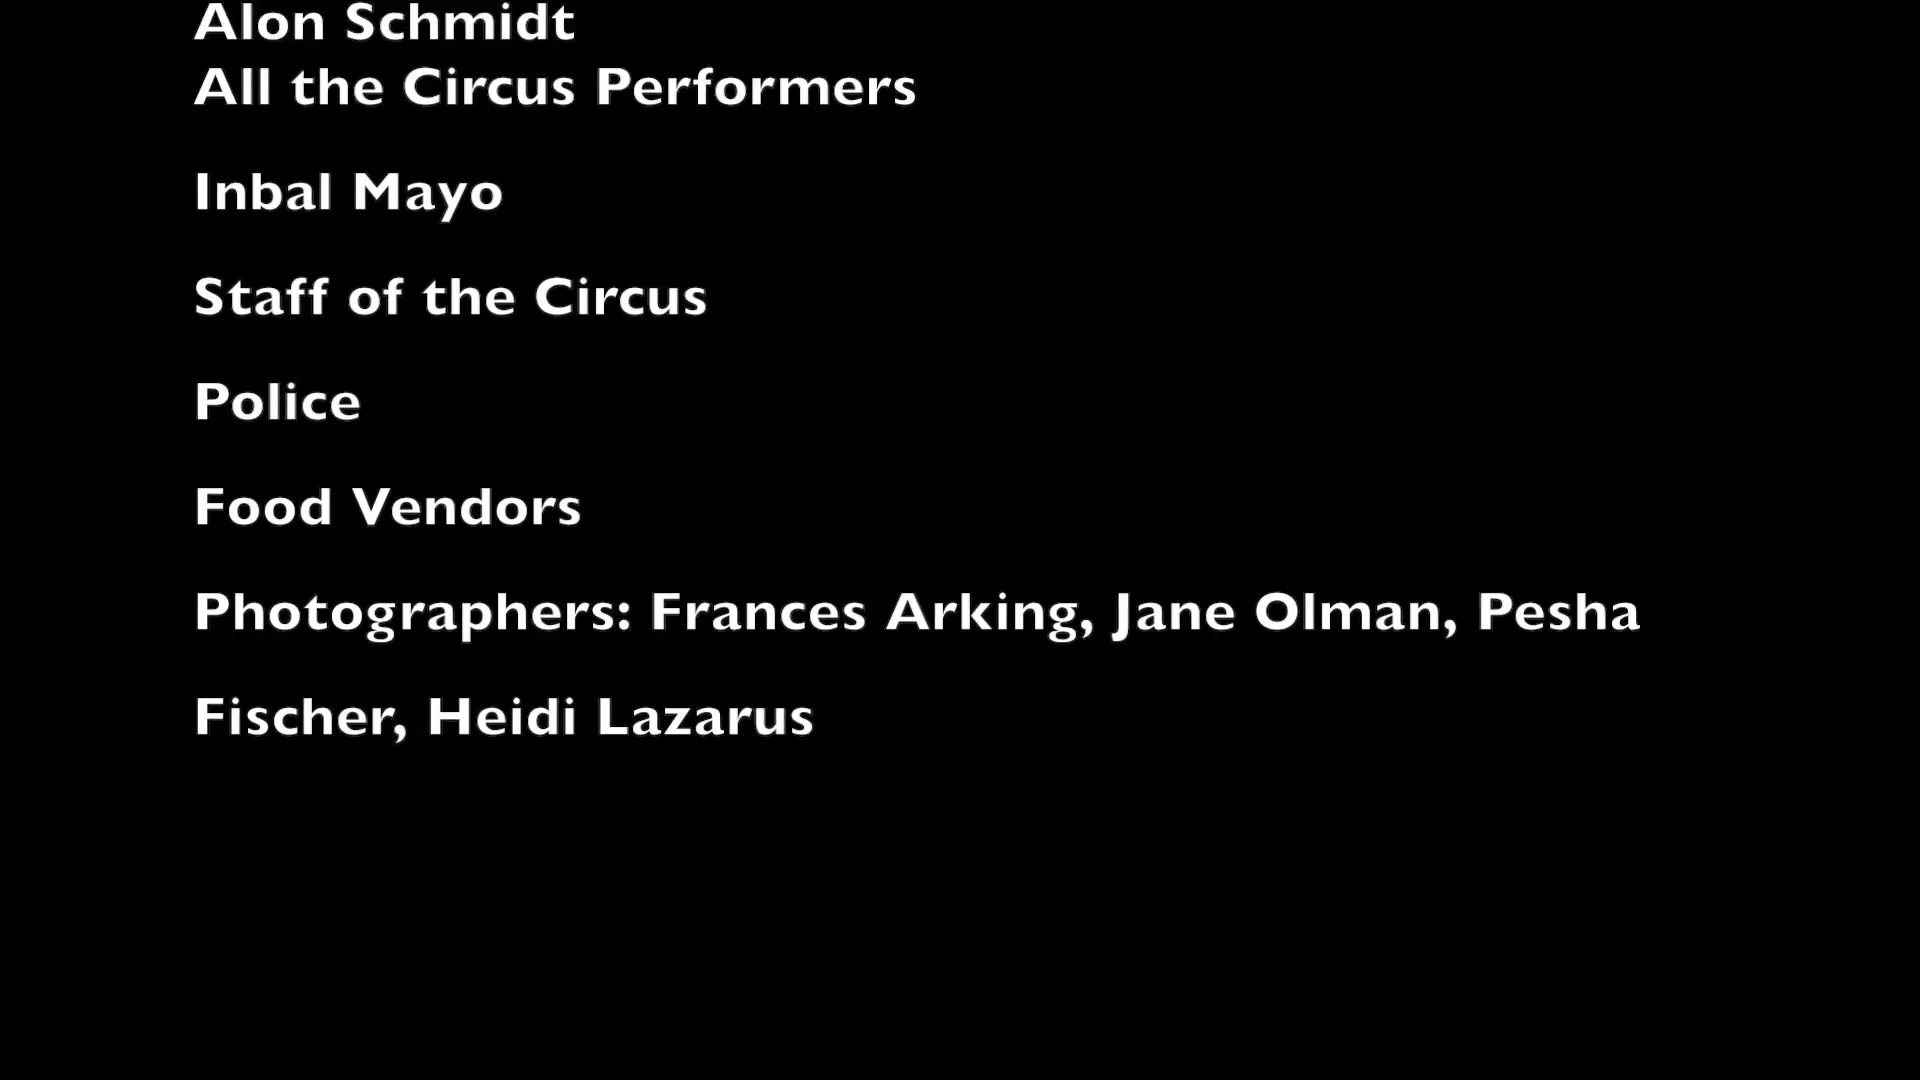 Alon Schmidt
All the Circus Performers
Inbal Mayo
Staff of the Circus
Police
Food Vendors
Photographers: Frances Arking, Jane Olman, Pesha
Fischer, Heidi Lazarus